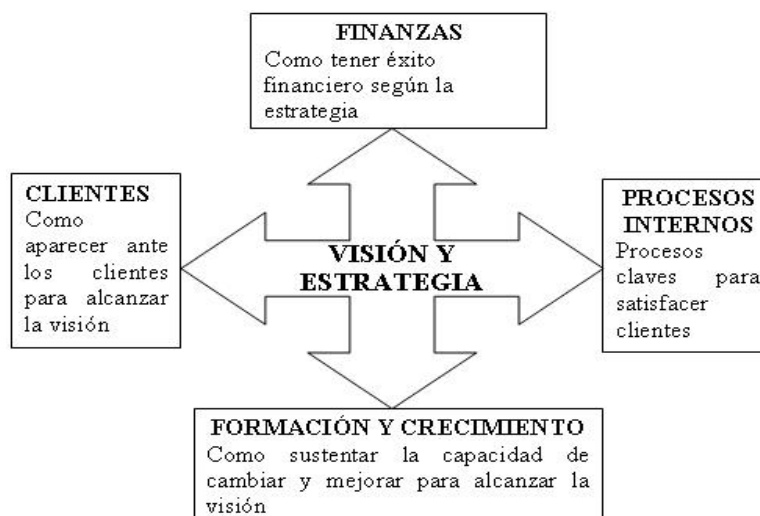 FINANZAS
Como tener éxito
financiero según la
estrategia
CLIENTES
Como
aparecer ante
los clientes
para alcanzar
la visión
VISIÓN Y
ESTRATEGIA
PROCESOS
INTERNOS
Procesos
claves para
satisfacer
clientes
FORMACIÓN Y CRECIMIENTO
Como sustentar la capacidad de
cambiar y mejorar para alcanzar la
visión